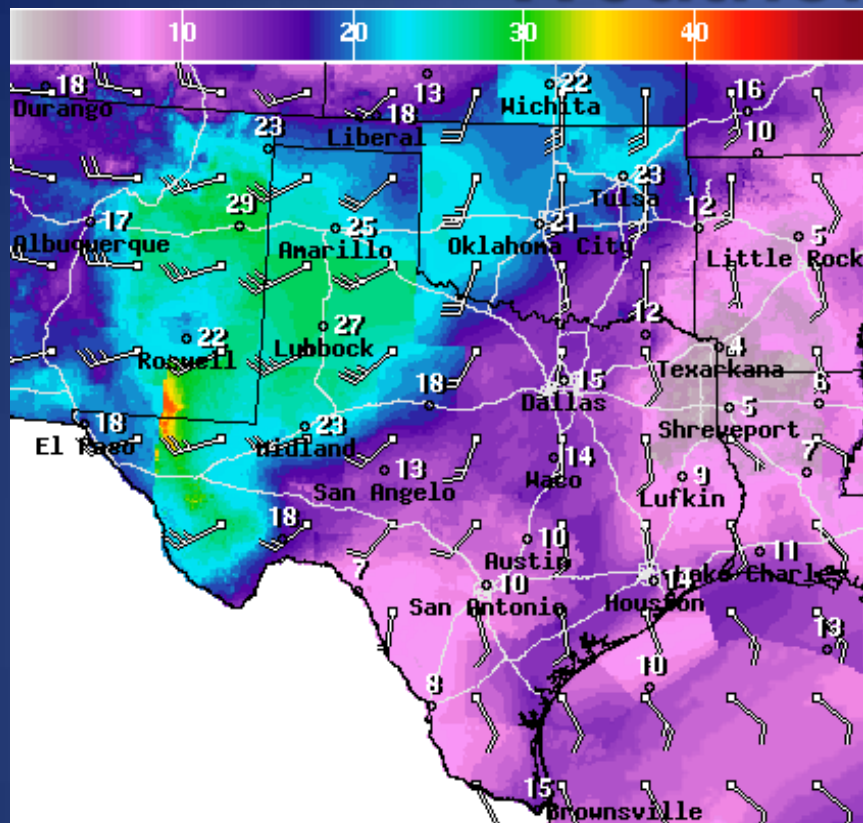 10 20 30 40
18 13 22 16
Durango 18 Wichita
Liberal 10
23
23
Tulsa
17 29 25 21 12 5
Albuquerque Amarillo Oklahoma City Little Rock
22 27 12 4
Roswell Lubbock Texarkana
18 15 5 6
Dallas
18 23 Shreveport
El Paso Midland
13 14 9 7
San Angelo Waco Lufkin
18 10 11
Austin
7 10 Lake Charles
San Antonio Houston
13
10
8
15
Brownsville